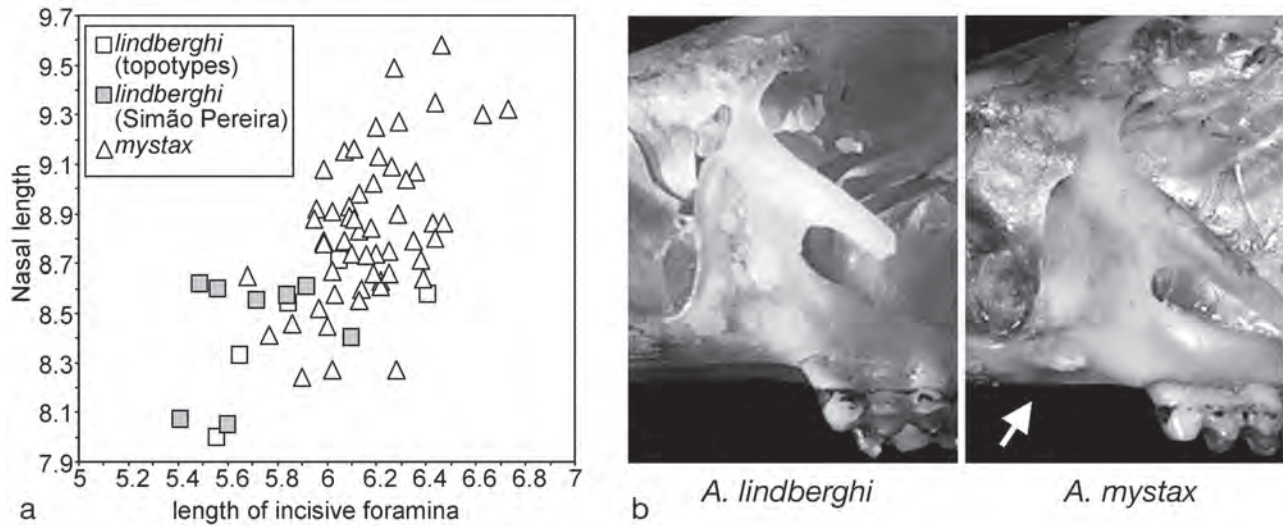 9.7
9.5
9.3
9.1
8.9
8.7
8.5
8.3
8.1
7.9
Nasal length
lindberghi
(topotypes)
lindberghi
(Simão Pereira)
mystax
5 5.2 5.4 5.6 5.8 6 6.2 6.4 6.6 6.8 7
length of incisive foramina
a
b
A. lindberghi
A. mystax